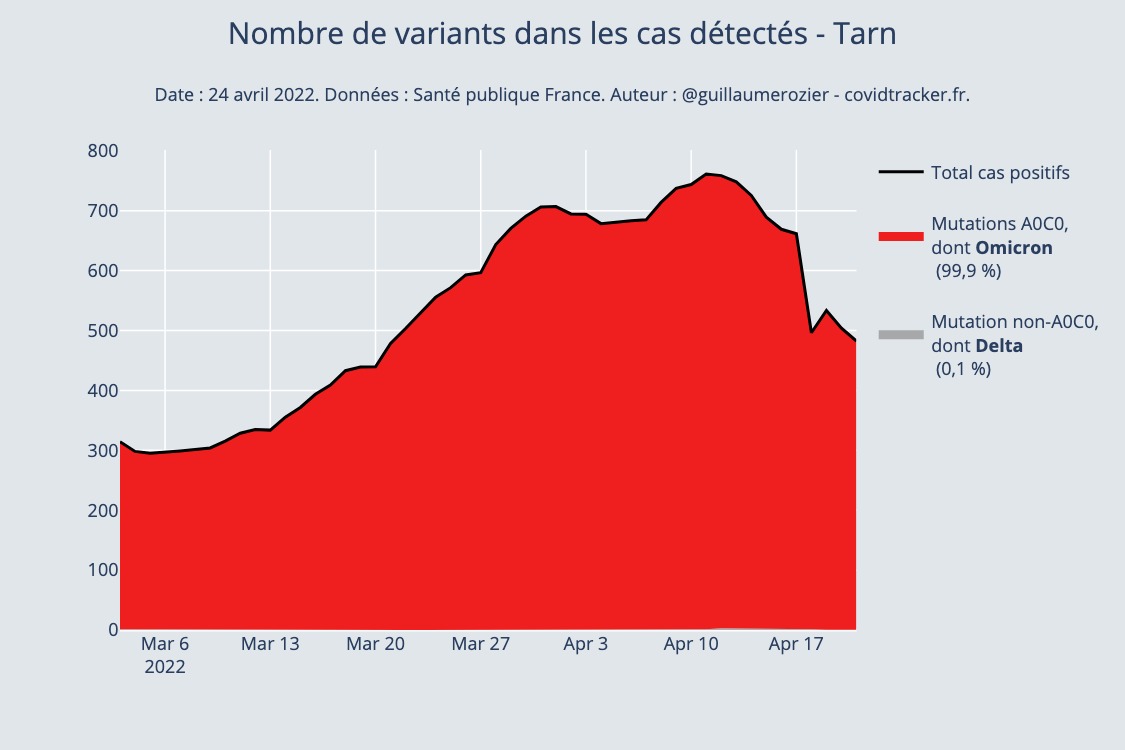 Nombre de variants dans les cas détectés - Tarn
Date : 24 avril 2022. Données : Santé publique France. Auteur : @guillaumerozier - covidtracker.fr.
800
700
600
500
400
300
200
100
0
Mar 6
2022
Mar 13
Mar 20
Mar 27
Apr 3
Apr 10
Apr 17
Total cas positifs
Mutations A0C0,
dont Omicron
(99,9 %)
Mutation non-A0C0,
dont Delta
(0,1 %)